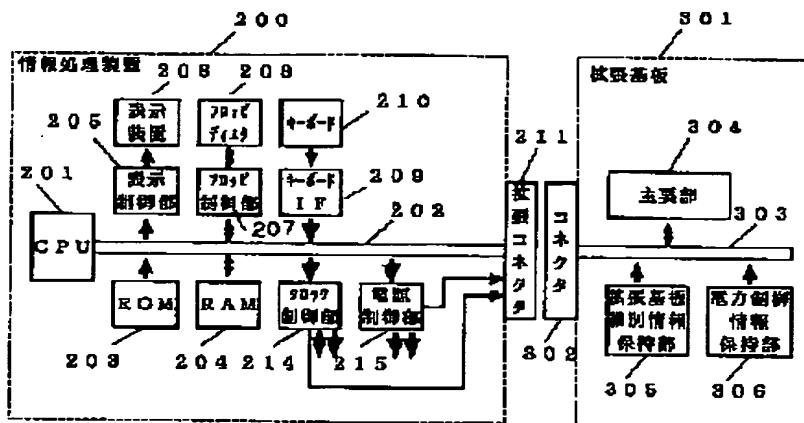 200
301
情報処理装置
拡張基板
206
208
210
表示
装置
フロッピ
ディスク
キーボード
205
211
304
201
表示
制御部
フロッピ
制御部
キーボード
IF
209
主要部
207
202
303
CPU
拡張コネクタ
コネクタ
ROM
RAM
クロック
制御部
電源
制御部
拡張基板
識別情報
保持部
電力制御
情報
保持部
203
204
214
215
302
305
306